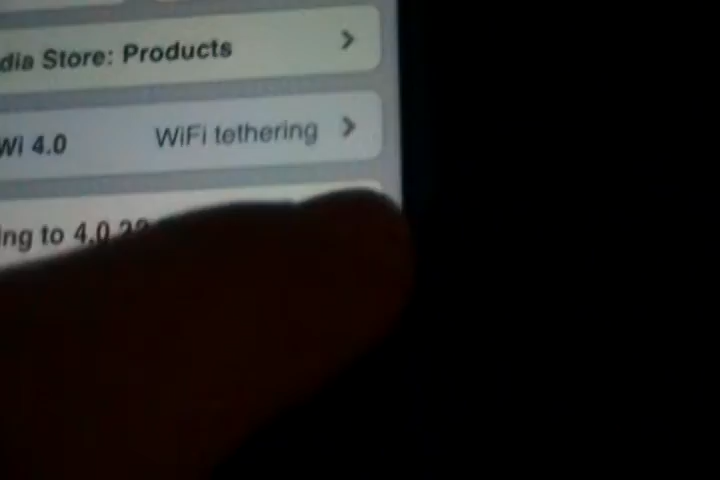 dia Store: Products
Wi 4.0 WiFi tethering
ing to 4.0.